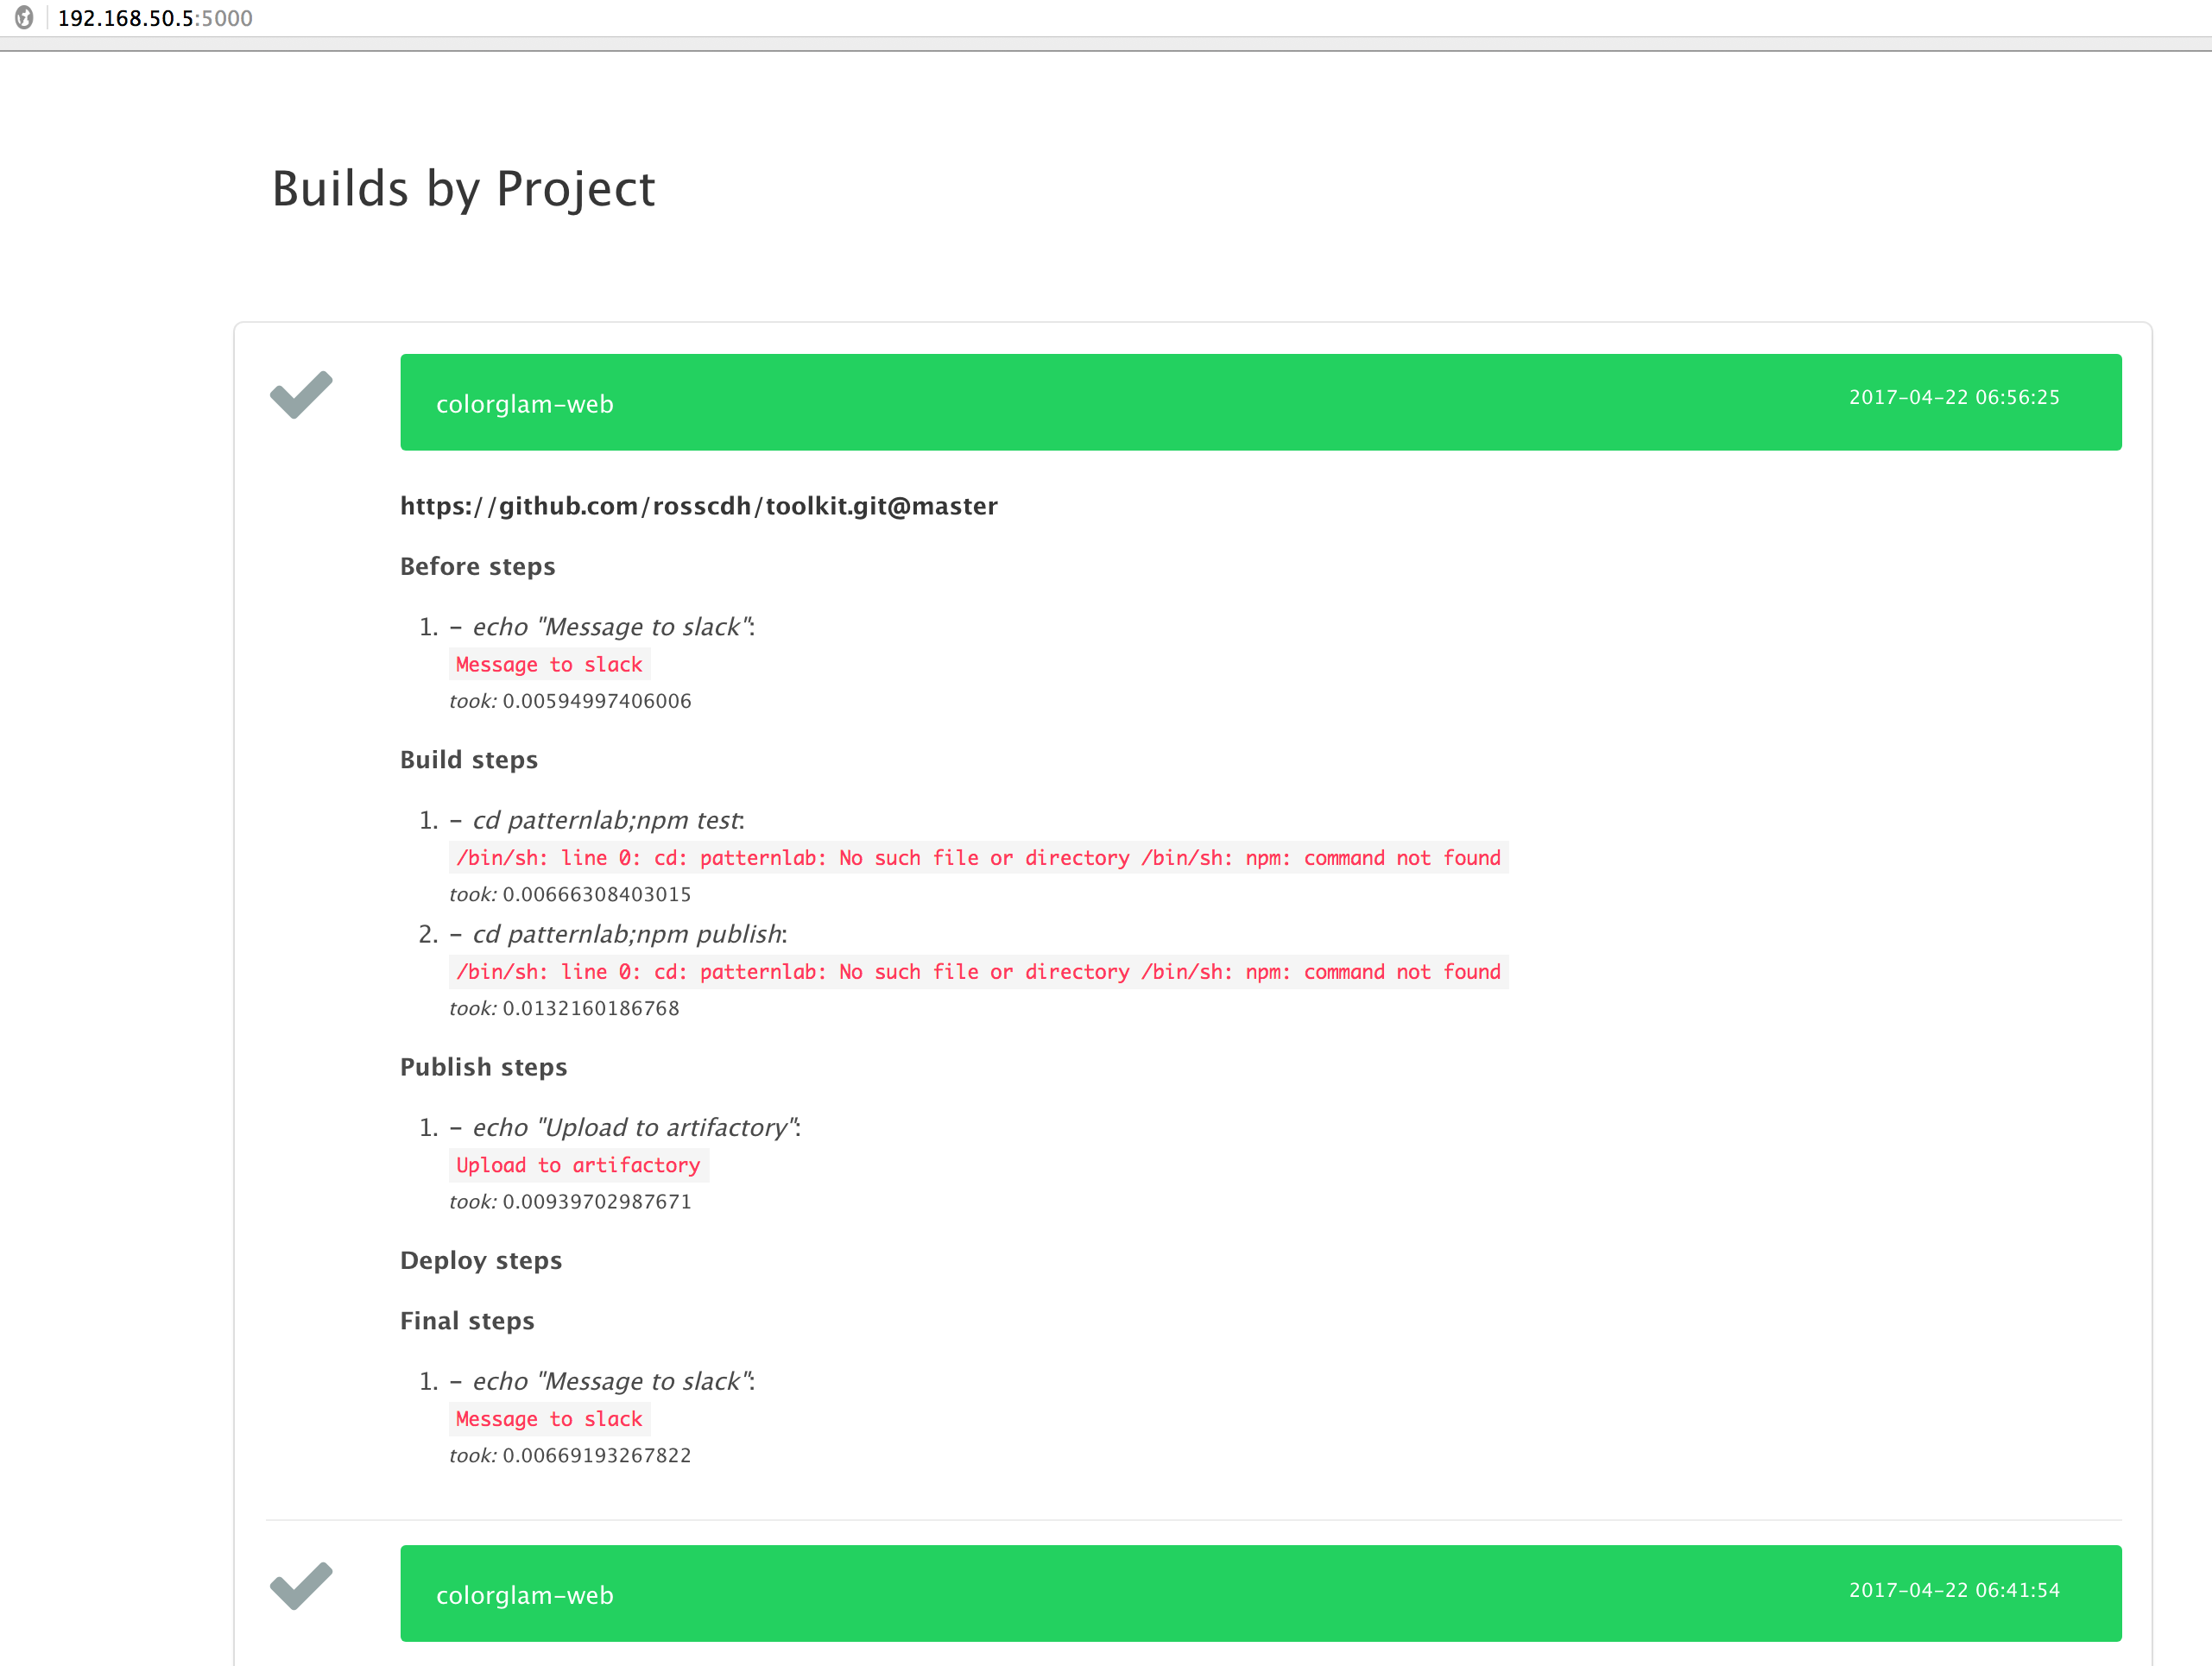 192.168.50.5:5000
Builds by Project
colorglam-web 2017-04-22 06:56:25
https://github.com/rosscdh/toolkit.git@master
Before steps
1. - echo "Message to slack":
Message to slack
took: 0.00594997406006
Build steps
1. - cd patternlab;npm test:
/bin/sh: line 0: cd: patternlab: No such file or directory /bin/sh: npm: command not found
took: 0.00666308403015
2. - cd patternlab;npm publish:
/bin/sh: line 0: cd: patternlab: No such file or directory /bin/sh: npm: command not found
took: 0.0132160186768
Publish steps
1. - echo "Upload to artifactory":
Upload to artifactory
took: 0.00939702987671
Deploy steps
Final steps
1. - echo "Message to slack":
Message to slack
took: 0.00669193267822
colorglam-web 2017-04-22 06:41:54